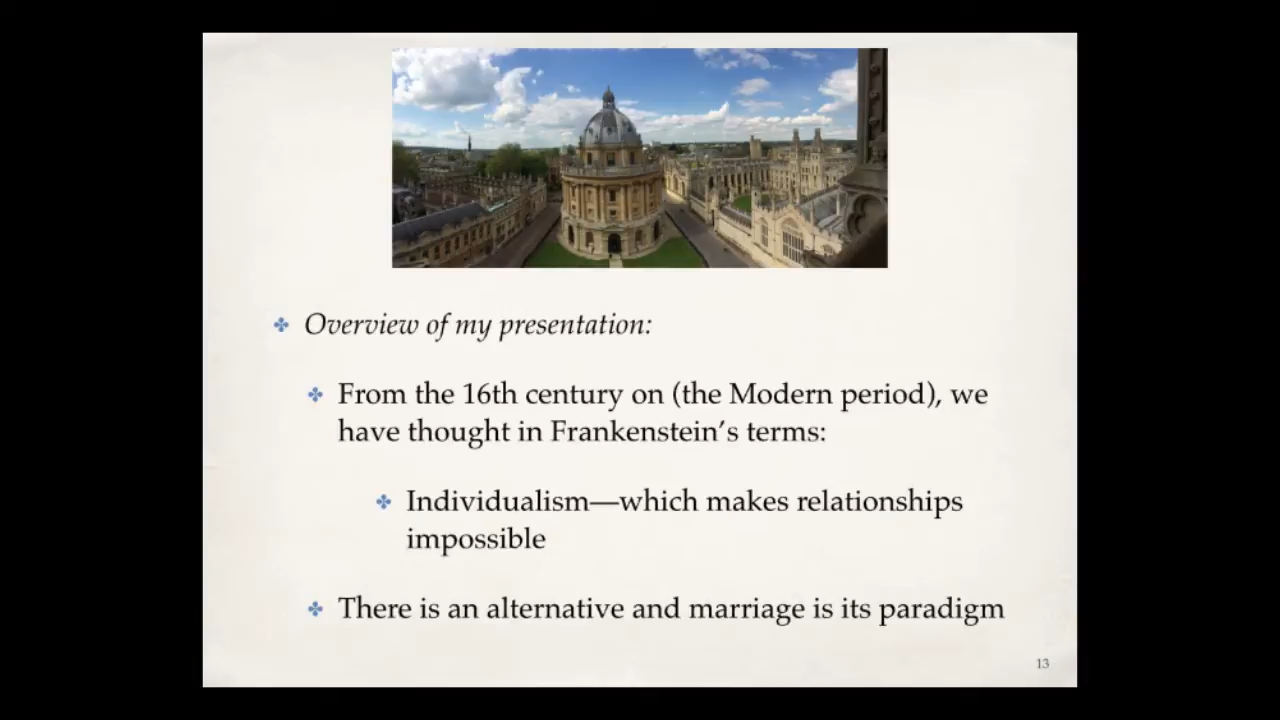 Overview of my presentation:
From the 16th century on (the Modern period), we
have thought in Frankenstein’s terms:
Individualism—which makes relationships
impossible
There is an alternative and marriage is its paradigm
13